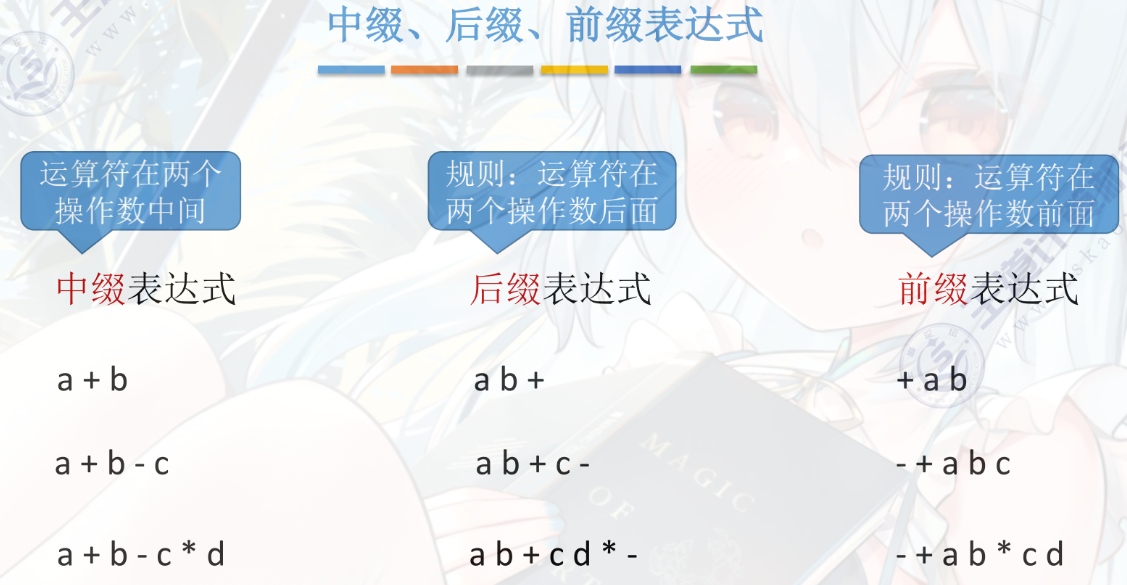 中缀、后缀、前缀表达式
运算符在两个
操作数中间
规则：运算符在
两个操作数后面
规则：运算符在
两个操作数前面
中缀表达式
后缀表达式
前缀表达式
a + b
a b +
+ a b
a + b - c
a b + c -
- + a b c
a + b - c * d
a b + c d * -
- + a b * c d
MAGIC
OF